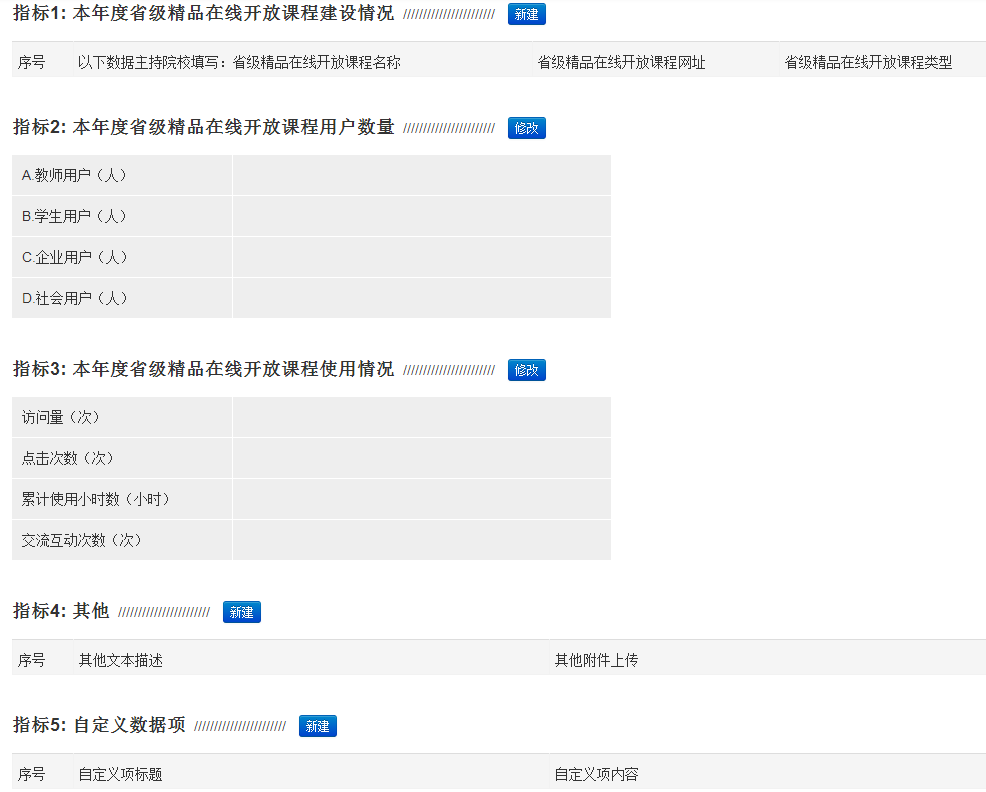 指标1: 本年度省级精品在线开放课程建设情况 /////////////////////// 新建
序号 以下数据主持院校填写：省级精品在线开放课程名称 省级精品在线开放课程网址 省级精品在线开放课程类型
指标2: 本年度省级精品在线开放课程用户数量 /////////////////////// 修改
A.教师用户（人）
B.学生用户（人）
C.企业用户（人）
D.社会用户（人）
指标3: 本年度省级精品在线开放课程使用情况 /////////////////////// 修改
访问量（次）
点击次数（次）
累计使用小时数（小时）
交流互动次数（次）
指标4: 其他 /////////////////////// 新建
序号 其他文本描述 其他附件上传
指标5: 自定义数据项 /////////////////////// 新建
序号 自定义项标题 自定义项内容